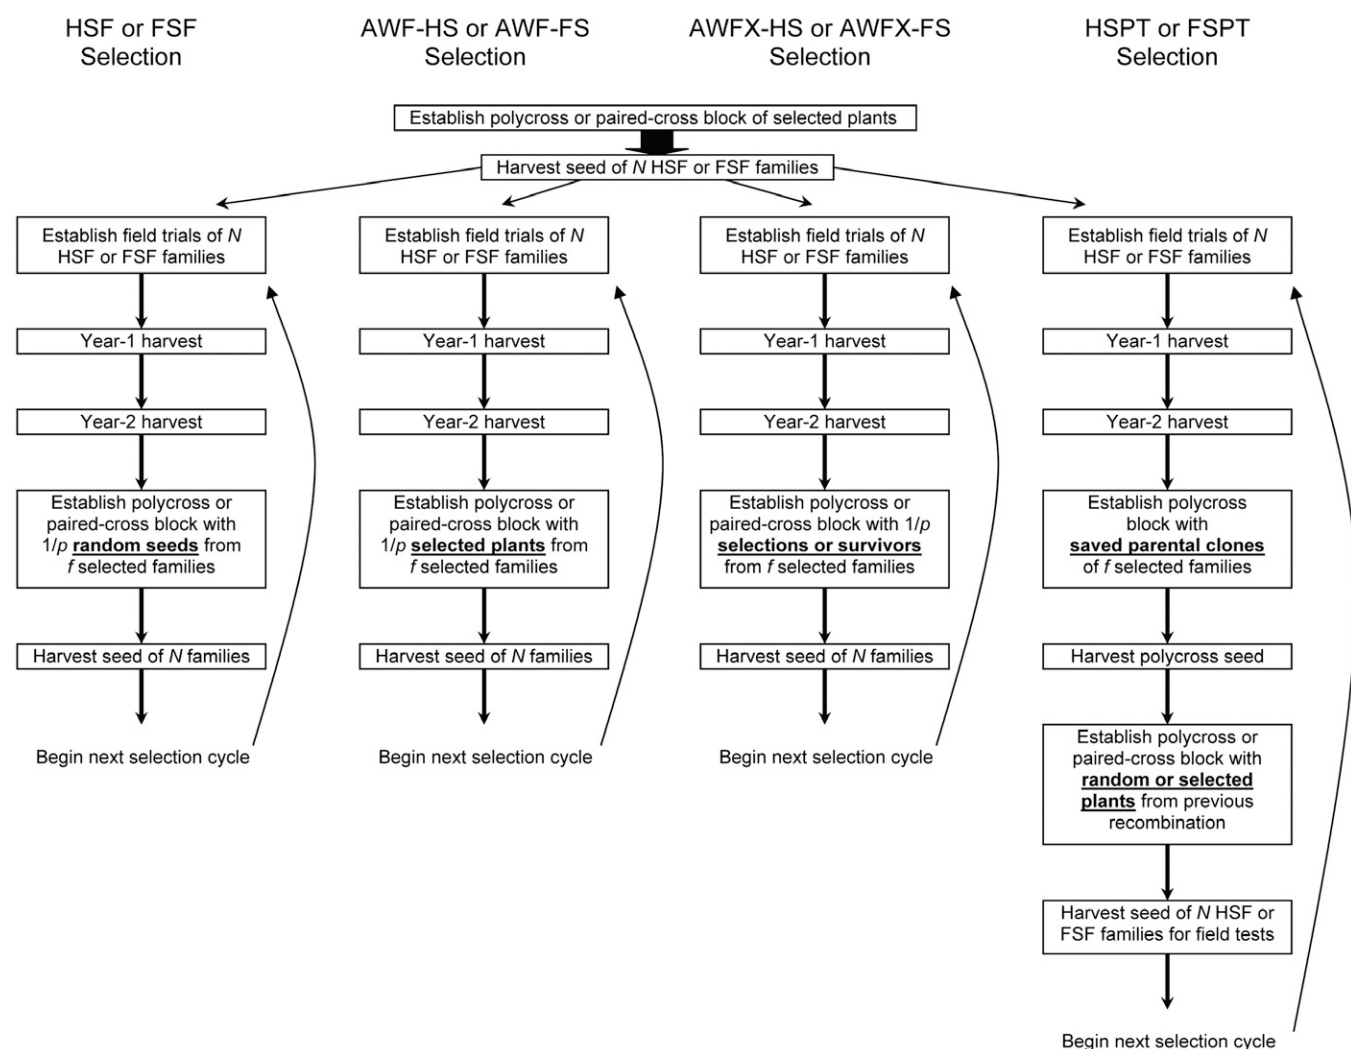 HSF or FSF
Selection
AWF-HS or AWF-FS
Selection
AWFX-HS or AWFX-FS
Selection
HSPT or FSPT
Selection
Establish polycross or paired-cross block of selected plants
Harvest seed of N HSF or FSF families
Establish field trials of N
HSF or FSF families
Year-1 harvest
Year-2 harvest
Establish polycross or
paired-cross block with
1/p random seeds from
f selected families
Harvest seed of N families
Begin next selection cycle
Establish field trials of N
HSF or FSF families
Year-1 harvest
Year-2 harvest
Establish polycross or
paired-cross block with
1/p selected plants from
f selected families
Harvest seed of N families
Begin next selection cycle
Establish field trials of N
HSF or FSF families
Year-1 harvest
Year-2 harvest
Establish polycross or
paired-cross block with 1/p
selections or survivors
from f selected families
Harvest seed of N families
Begin next selection cycle
Establish field trials of N
HSF or FSF families
Year-1 harvest
Year-2 harvest
Establish polycross
block with
saved parental clones
of f selected families
Harvest polycross seed
Establish polycross or
paired-cross block with
random or selected
plants from previous
recombination
Harvest seed of N HSF or
FSF families for field tests
Begin next selection cycle